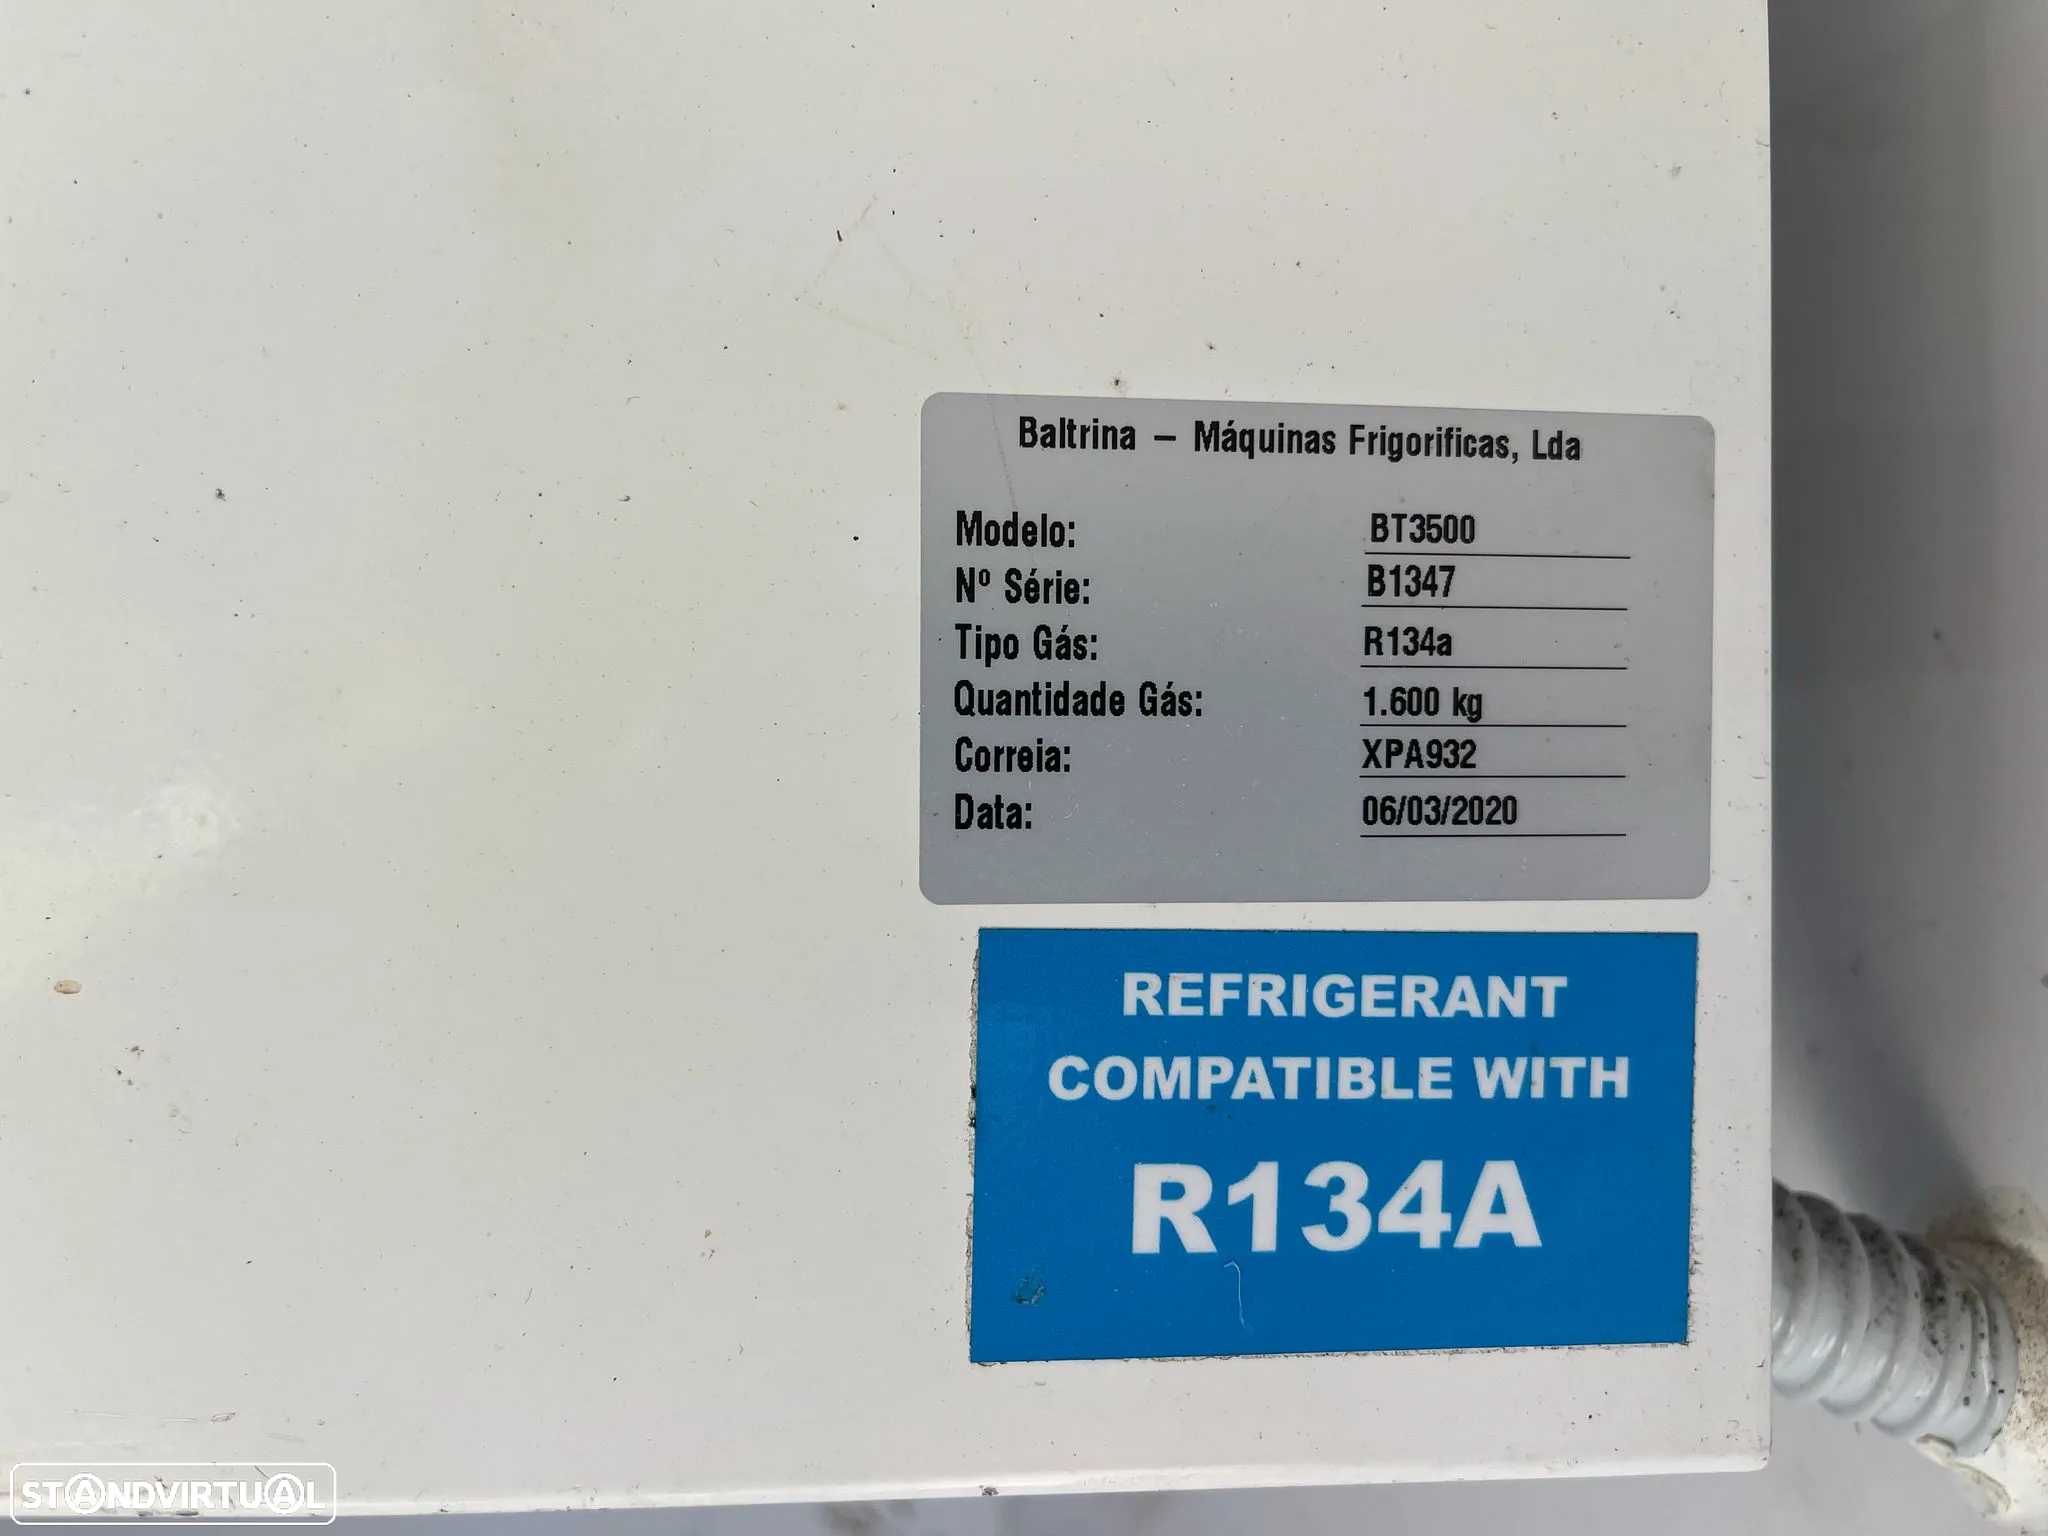 Baltrina – Máquinas Frigorificas, Lda
Modelo: BT3500
Nº Série: B1347
Tipo Gás: R134a
Quantidade Gás: 1.600 kg
Correia: XPA932
Data: 06/03/2020
REFRIGERANT
COMPATIBLE WITH
R134A
STANDVIRTUAL